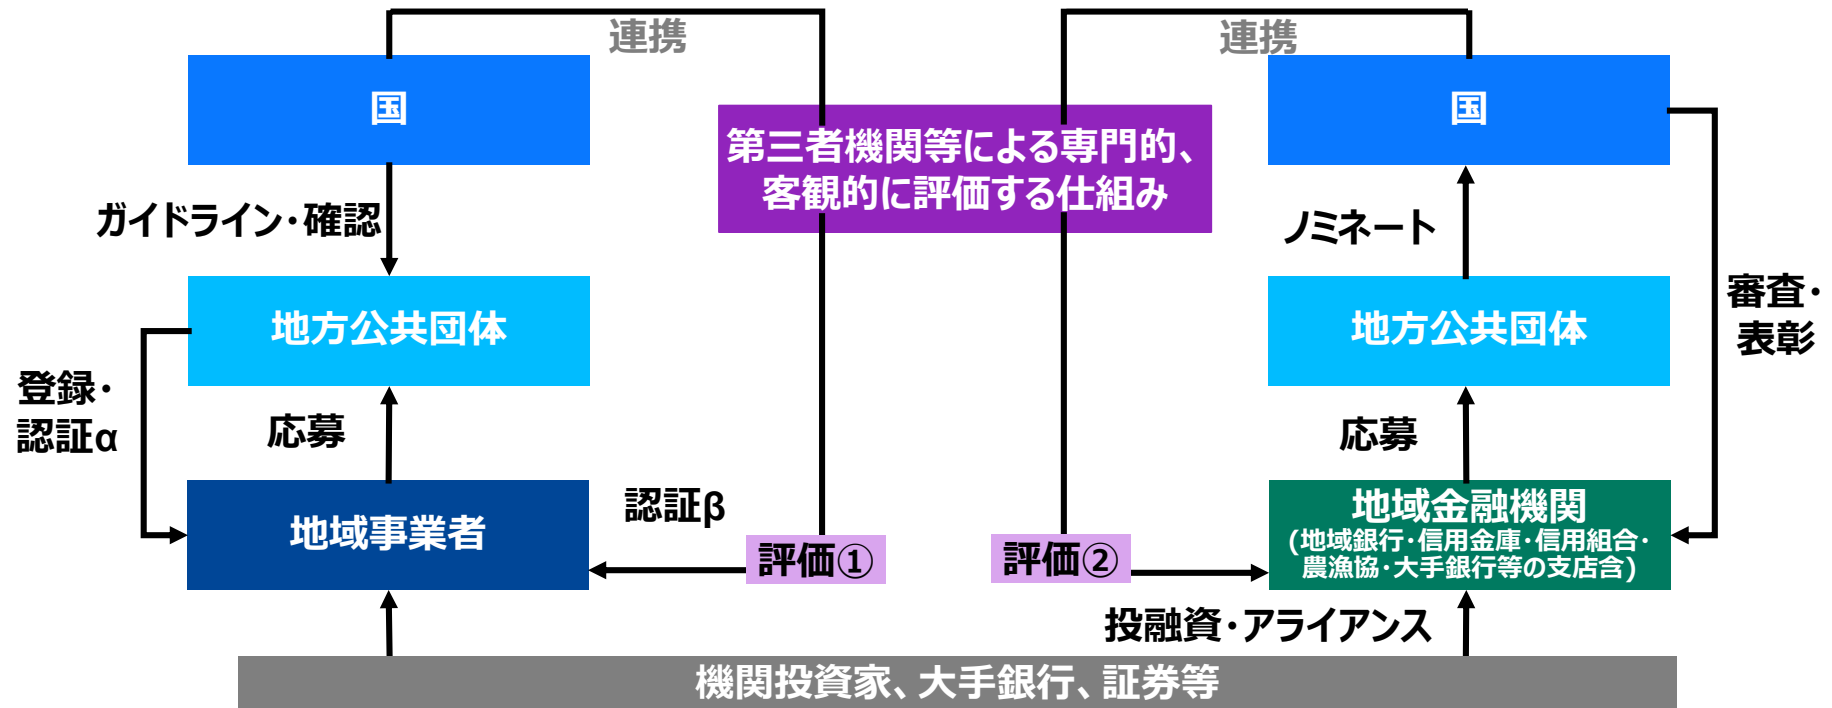 連携
連携
国
国
第三者機関等による専門的、
客観的に評価する仕組み
ガイドライン・確認
ノミネート
地方公共団体
地方公共団体
審査・
表彰
登録・
認証α
応募
応募
地域事業者
認証β
評価①
評価②
地域金融機関
(地域銀行・信用金庫・信用組合・
農漁協・大手銀行等の支店含)
投融資・アライアンス
機関投資家、大手銀行、証券等